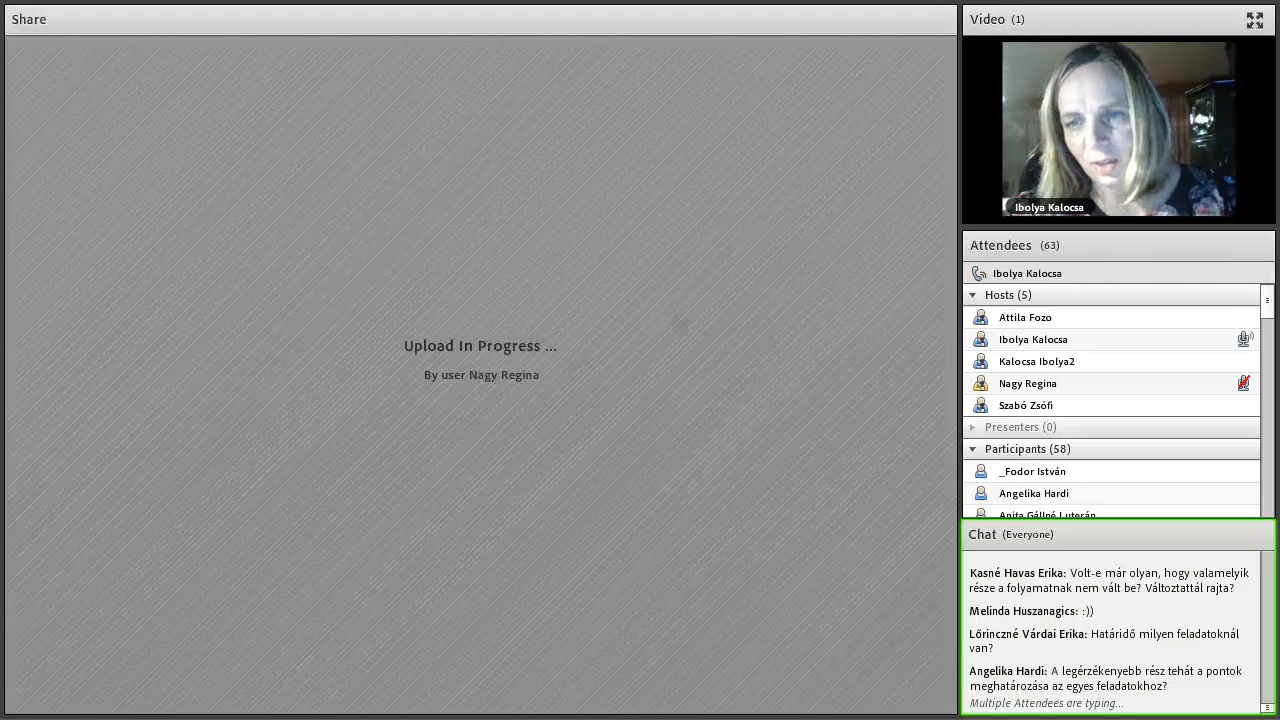 Share
Upload In Progress ...
By user Nagy Regina
Video (1)
Ibolya Kalocsa
Attendees (63)
Ibolya Kalocsa
Hosts (5)
Attila Fozo
Ibolya Kalocsa
Kalocsa Ibolya2
Nagy Regina
Szabó Zsófi
Presenters (0)
Participants (58)
_Fodor István
Angelika Hardi
Anita Gállné Luterán
Chat (Everyone)
Kasné Havas Erika: Volt-e már olyan, hogy valamelyik
része a folyamatnak nem vált be? Változtattál rajta?
Melinda Huszanagics: :))
Lőrinczné Várdai Erika: Határidő milyen feladatoknál
van?
Angelika Hardi: A legérzékenyebb rész tehát a pontok
meghatározása az egyes feladatokhoz?
Multiple Attendees are typing...